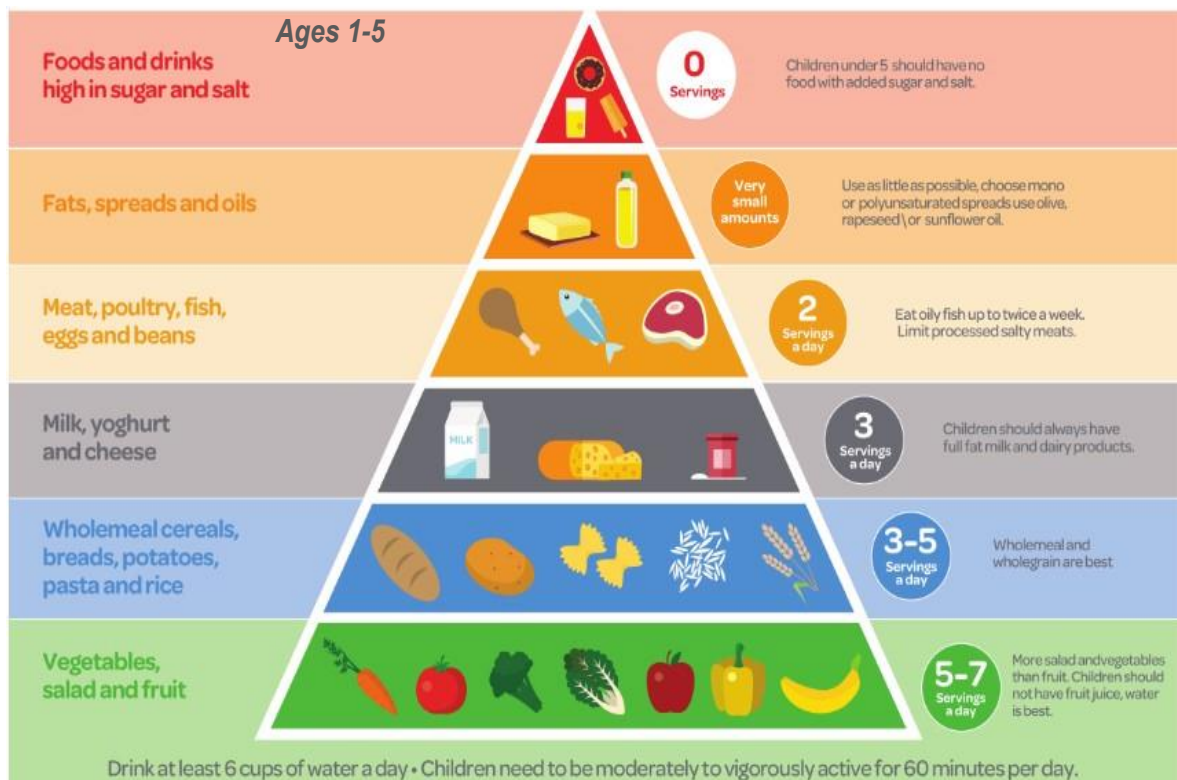 Ages 1-5
Foods and drinks
high in sugar and salt
0
Servings
Children under 5 should have no
food with added sugar and salt.
Fats, spreads and oils
Very
small
amounts
Use as little as possible, choose mono
or polyunsaturated spreads use olive,
rapeseed\or sunflower oil.
Meat, poultry, fish,
eggs and beans
2
Servings
a day
Eat oily fish up to twice a week.
Limit processed salty meats.
Milk, yoghurt
and cheese
MILK
3
Servings
a day
Children should always have
full fat milk and dairy products.
Wholemeal cereals,
breads, potatoes,
pasta and rice
3-5
Servings
a day
Wholemeal and
wholegrain are best
Vegetables,
salad and fruit
5-7
Servings
a day
More salad andvegetables
than fruit. Children should
not have fruit juice, water
is best.
Drink at least 6 cups of water a day • Children need to be moderately to vigorously active for 60 minutes per day.